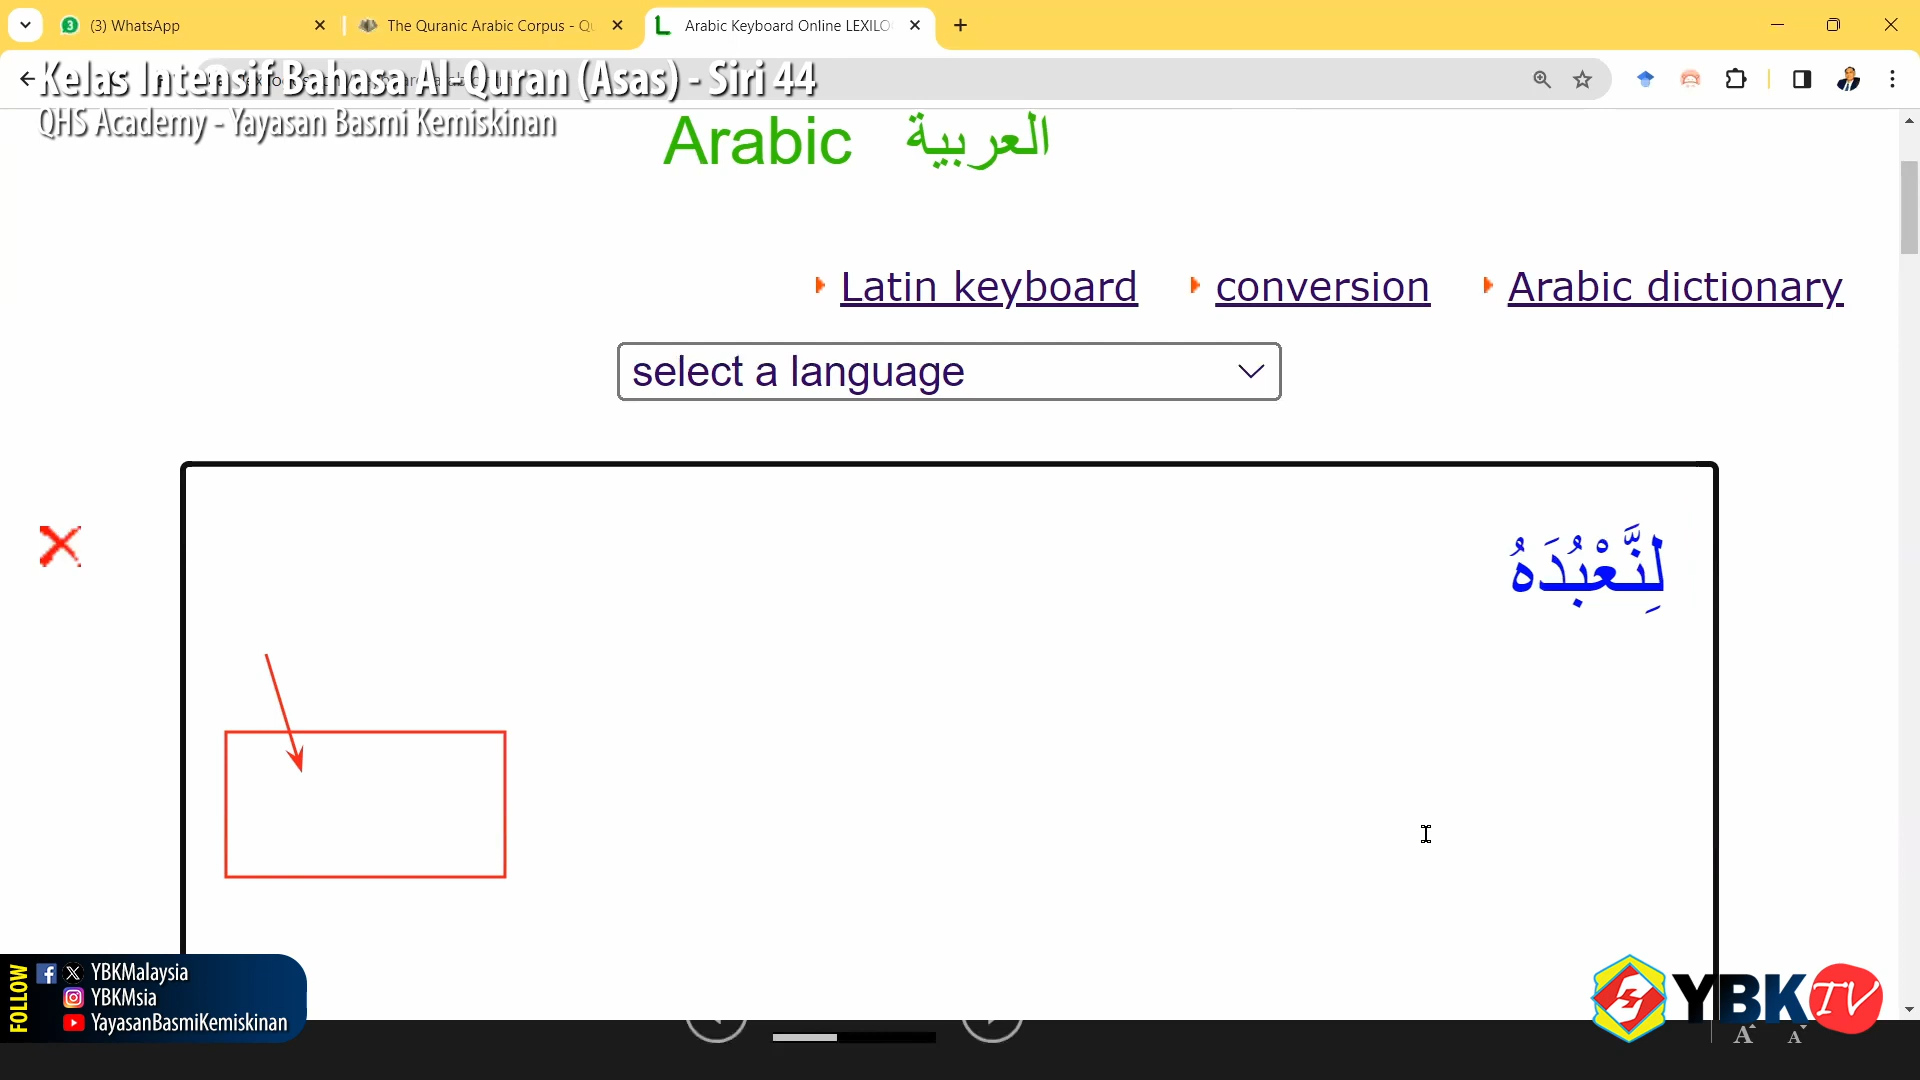 (3) WhatsApp
The Quranic Arabic Corpus - Qu
Arabic Keyboard Online LEXILO
Kelas Intensif Bahasa Al-Quran (Asas) - Siri 44
QHS Academy - Yayasan Basmi Kemiskinan
Arabic العربية
Latin keyboard conversion Arabic dictionary
select a language
لِنَّعْبُدَهُ
FOLLOW
YBKMalaysia
YBKMsia
YayasanBasmiKemiskinan
YBK TV
A A